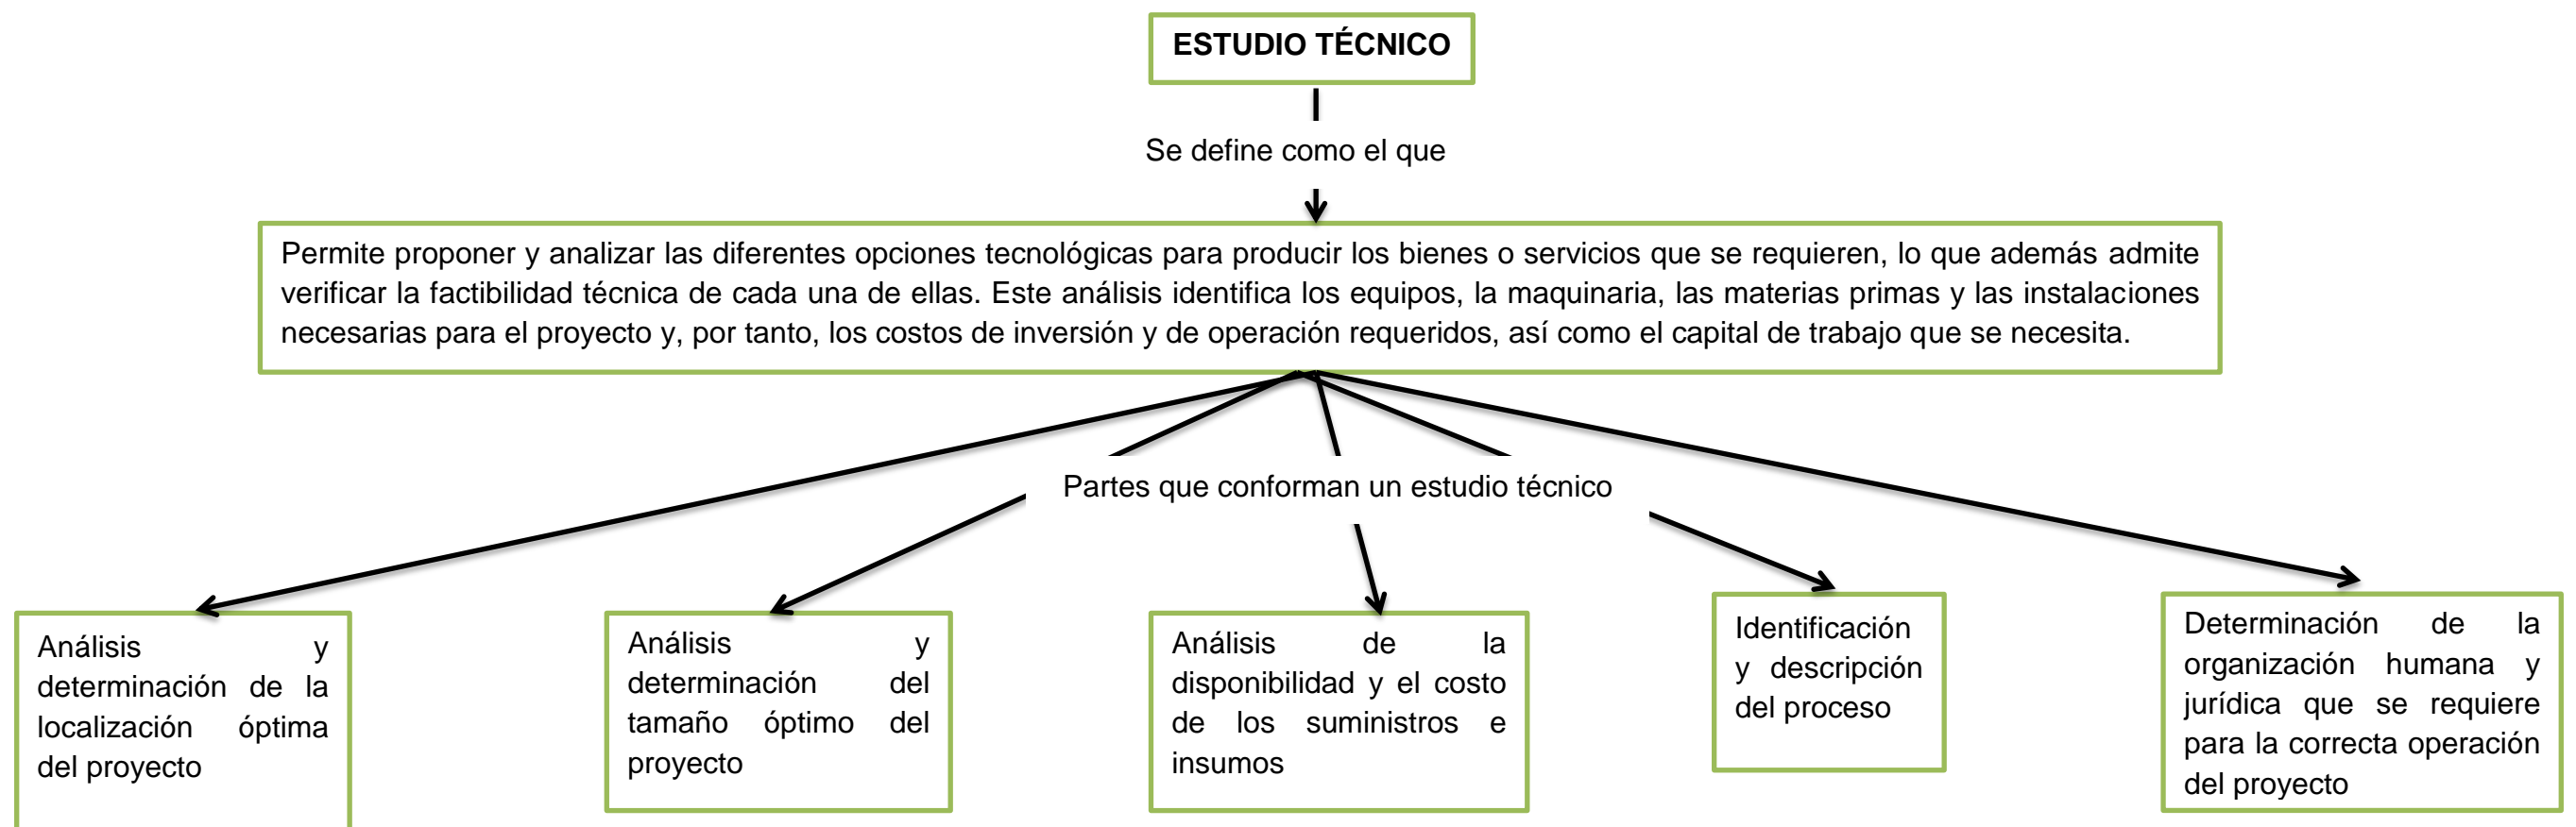 ESTUDIO TÉCNICO
Se define como el que
Permite proponer y analizar las diferentes opciones tecnológicas para producir los bienes o servicios que se requieren, lo que además admite
verificar la factibilidad técnica de cada una de ellas. Este análisis identifica los equipos, la maquinaria, las materias primas y las instalaciones
necesarias para el proyecto y, por tanto, los costos de inversión y de operación requeridos, así como el capital de trabajo que se necesita.
Partes que conforman un estudio técnico
Análisis y
determinación de la
localización óptima
del proyecto
Análisis y
determinación del
tamaño óptimo del
proyecto
Análisis de la
disponibilidad y el costo
de los suministros e
insumos
Identificación
y descripción
del proceso
Determinación de la
organización humana y
jurídica que se requiere
para la correcta operación
del proyecto